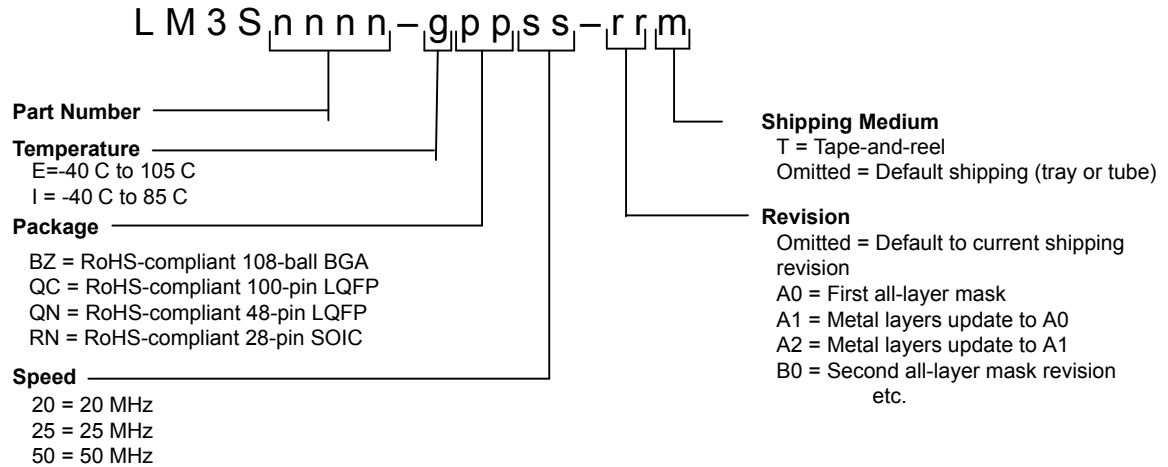 LM3Snnnn–gppss–rrm
Part Number
Temperature
E=-40 C to 105 C
I = -40 C to 85 C
Package
BZ = RoHS-compliant 108-ball BGA
QC = RoHS-compliant 100-pin LQFP
QN = RoHS-compliant 48-pin LQFP
RN = RoHS-compliant 28-pin SOIC
Speed
20 = 20 MHz
25 = 25 MHz
50 = 50 MHz
Shipping Medium
T = Tape-and-reel
Omitted = Default shipping (tray or tube)
Revision
Omitted = Default to current shipping
revision
A0 = First all-layer mask
A1 = Metal layers update to A0
A2 = Metal layers update to A1
B0 = Second all-layer mask revision
etc.